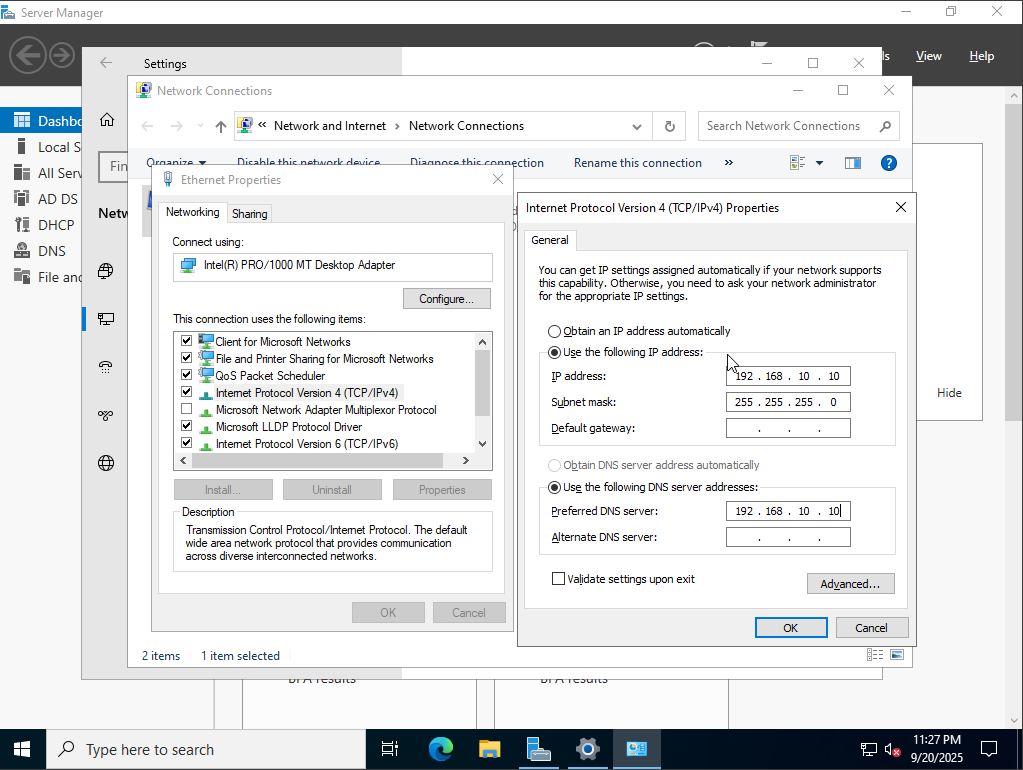 Server Manager
ls
View
Help
Settings
Network Connections
Network and Internet
Network Connections
Search Network Connections
Dashbo
Local S
All Serv
AD DS
DHCP
DNS
File and
Fin
Netw
Organize
Disable this network device
Diagnose this connection
Rename this connection
Ethernet Properties
Networking
Sharing
Connect using:
Intel(R) PRO/1000 MT Desktop Adapter
Configure...
This connection uses the following items:
Client for Microsoft Networks
File and Printer Sharing for Microsoft Networks
QoS Packet Scheduler
Internet Protocol Version 4 (TCP/IPv4)
Microsoft Network Adapter Multiplexor Protocol
Microsoft LLDP Protocol Driver
Internet Protocol Version 6 (TCP/IPv6)
Install...
Uninstall
Properties
Description
Transmission Control Protocol/Internet Protocol. The default
wide area network protocol that provides communication
across diverse interconnected networks.
OK
Cancel
Internet Protocol Version 4 (TCP/IPv4) Properties
General
You can get IP settings assigned automatically if your network supports
this capability. Otherwise, you need to ask your network administrator
for the appropriate IP settings.
Obtain an IP address automatically
Use the following IP address:
IP address: 192 . 168 . 10 . 10
Subnet mask: 255 . 255 . 255 . 0
Default gateway: . . .
Obtain DNS server address automatically
Use the following DNS server addresses:
Preferred DNS server: 192 . 168 . 10 . 10
Alternate DNS server: . . .
Validate settings upon exit
Advanced...
OK
Cancel
Hide
2 items
1 item selected
BPA results
BPA results
Type here to search
11:27 PM
9/20/2025